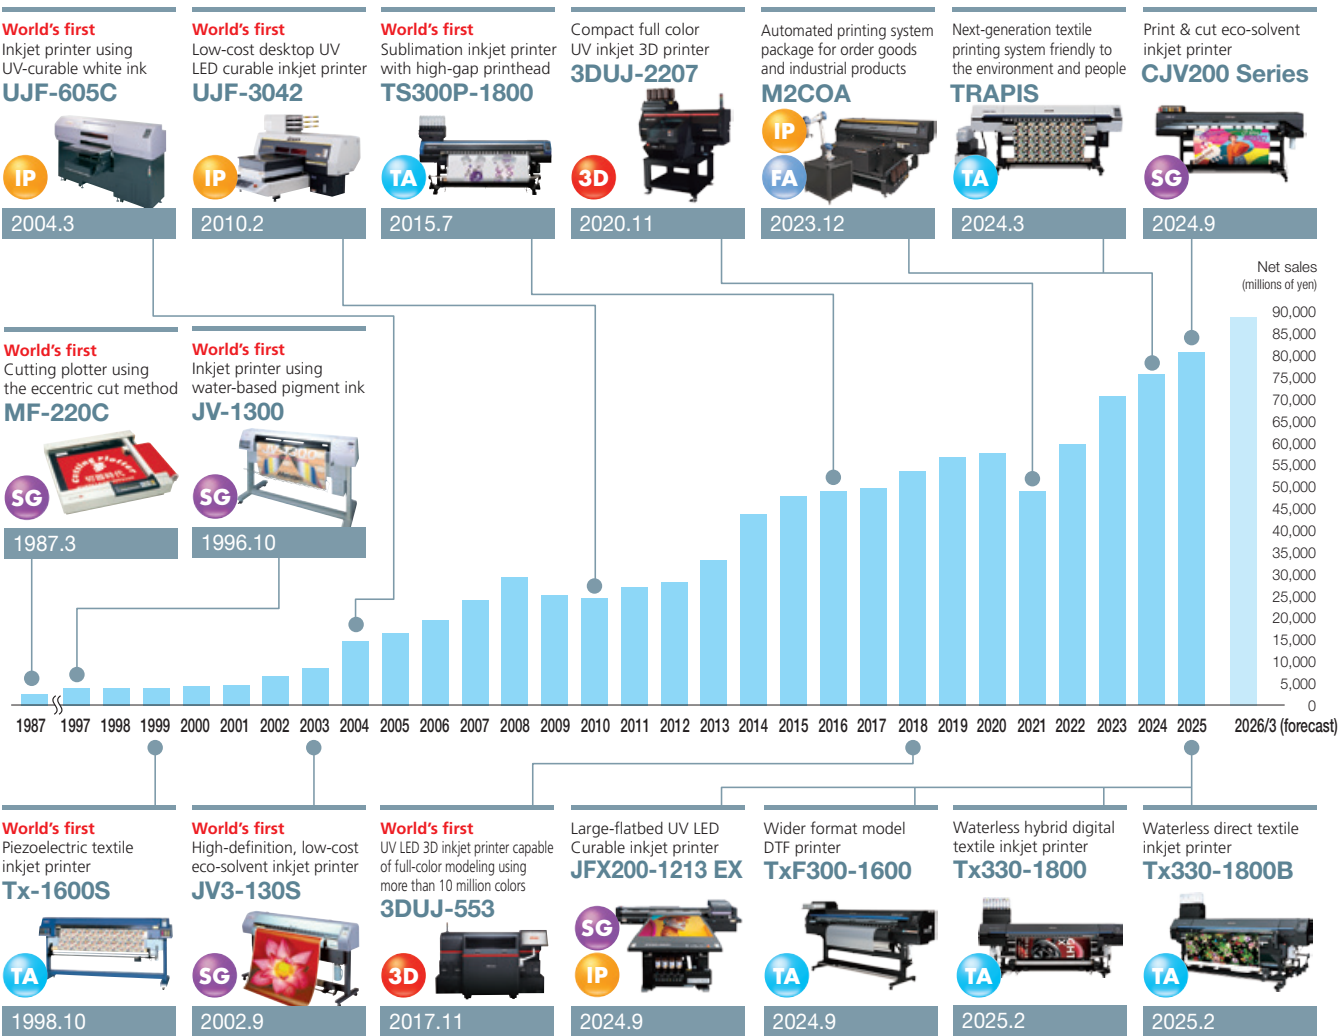 World's first
Inkjet printer using
UV-curable white ink
UJF-605C
IP
2004.3
World's first
Low-cost desktop UV
LED curable inkjet printer
UJF-3042
IP
2010.2
World's first
Sublimation inkjet printer
with high-gap printhead
TS300P-1800
TA
2015.7
Compact full color
UV inkjet 3D printer
3DUJ-2207
3D
2020.11
Automated printing system
package for order goods
and industrial products
M2COA
IP
FA
2023.12
Next-generation textile
printing system friendly to
the environment and people
TRAPIS
TA
2024.3
Print & cut eco-solvent
inkjet printer
CJV200 Series
SG
2024.9
World's first
Cutting plotter using
the eccentric cut method
MF-220C
Cutting Plotter
SG
1987.3
World's first
Inkjet printer using
water-based pigment ink
JV-1300
SG
1996.10
Net sales
(millions of yen)
90,000
85,000
80,000
75,000
70,000
65,000
60,000
55,000
50,000
45,000
40,000
35,000
30,000
25,000
20,000
15,000
10,000
5,000
0
1987 1997 1998 1999 2000 2001 2002 2003 2004 2005 2006 2007 2008 2009 2010 2011 2012 2013 2014 2015 2016 2017 2018 2019 2020 2021 2022 2023 2024 2025 2026/3 (forecast)
World's first
Piezoelectric textile
inkjet printer
Tx-1600S
TA
1998.10
World's first
High-definition, low-cost
eco-solvent inkjet printer
JV3-130S
SG
2002.9
World's first
UV LED 3D inkjet printer capable
of full-color modeling using
more than 10 million colors
3DUJ-553
3D
2017.11
Large-flatbed UV LED
Curable inkjet printer
JFX200-1213 EX
SG
IP
2024.9
Wider format model
DTF printer
TxF300-1600
TA
2024.9
Waterless hybrid digital
textile inkjet printer
Tx330-1800
TA
2025.2
Waterless direct textile
inkjet printer
Tx330-1800B
TA
2025.2